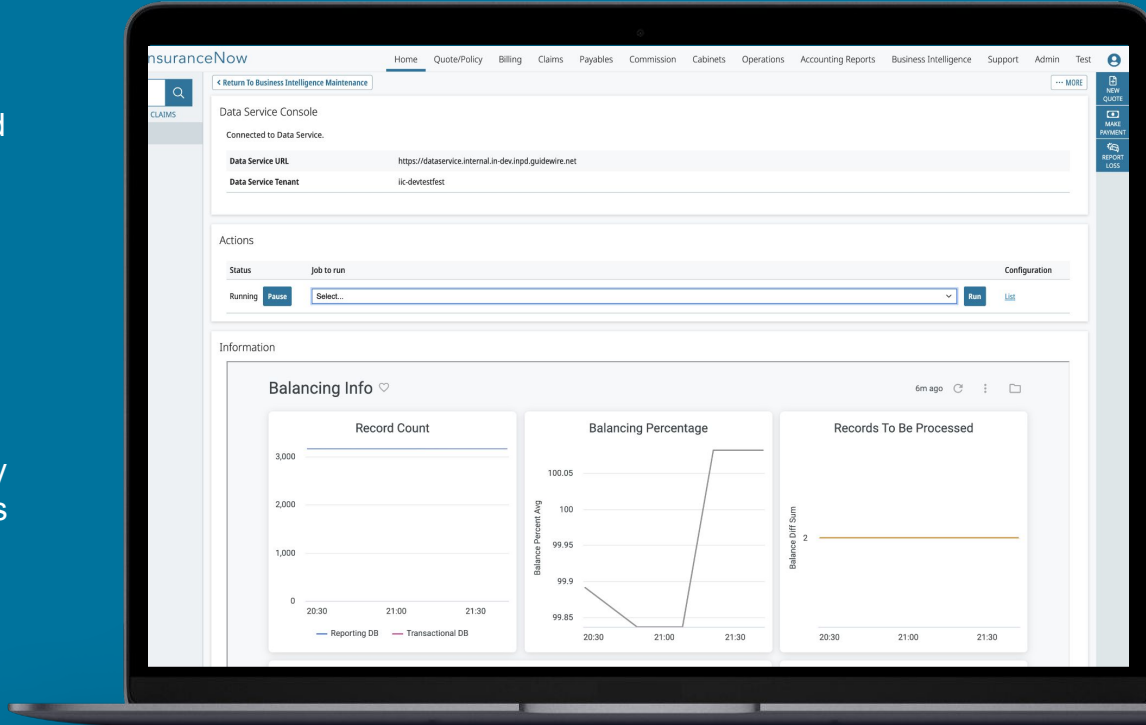 nsuranceNow
Home Quote/Policy Billing Claims Payables Commission Cabinets Operations Accounting Reports Business Intelligence Support Admin Test
CLAIMS
< Return To Business Intelligence Maintenance
... MORE
NEW
QUOTE
MAKE
PAYMENT
REPORT
LOSS
Data Service Console
Connected to Data Service.
Data Service URL https://dataservice.internal.in-dev.inpd.guidewire.net
Data Service Tenant iic-devtestfest
Actions
Status Job to run Configuration
Running Pause Select... Run List
Information
Balancing Info
6m ago
Record Count
3,000
2,000
1,000
0
20:30 21:00 21:30
Reporting DB Transactional DB
Balancing Percentage
Balance Percent Avg
100.05
100
99.95
99.9
99.85
20:30 21:00 21:30
Records To Be Processed
Balance Diff Sum
2
20:30 21:00 21:30